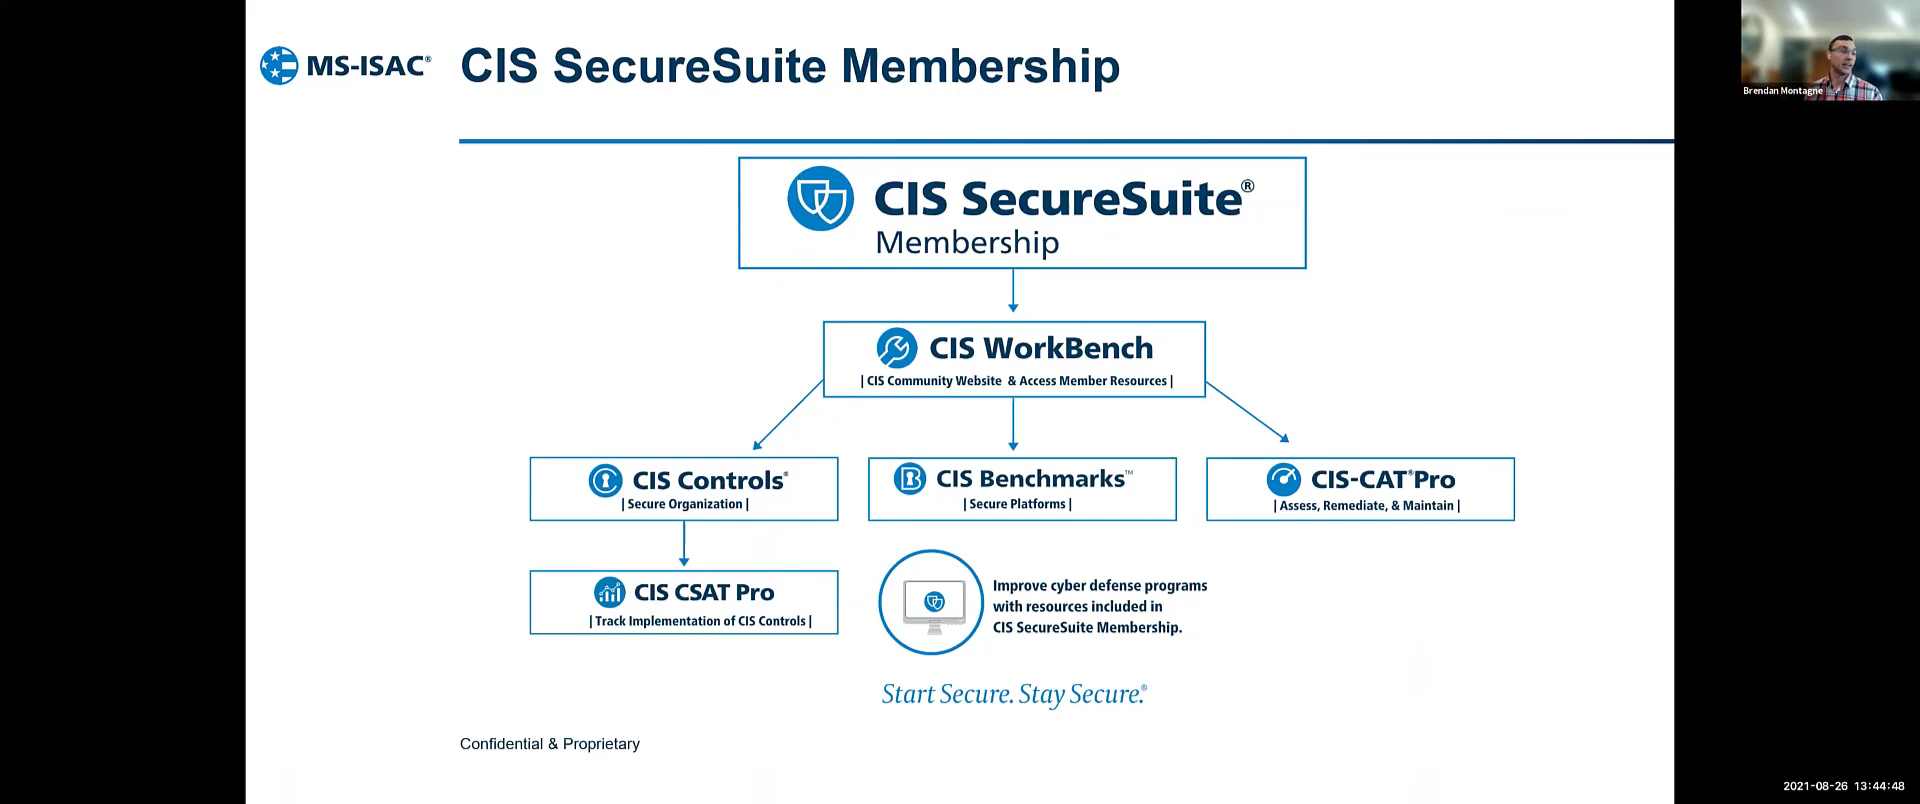 MS-ISAC®
CIS SecureSuite Membership
Brendan Montagne
CIS SecureSuite®
Membership
CIS WorkBench
| CIS Community Website & Access Member Resources |
CIS Controls®
| Secure Organization |
CIS Benchmarks™
| Secure Platforms |
CIS-CAT®Pro
| Assess, Remediate, & Maintain |
CIS CSAT Pro
| Track Implementation of CIS Controls |
Improve cyber defense programs
with resources included in
CIS SecureSuite Membership.
Start Secure. Stay Secure.®
Confidential & Proprietary
2021-08-26 13:44:48